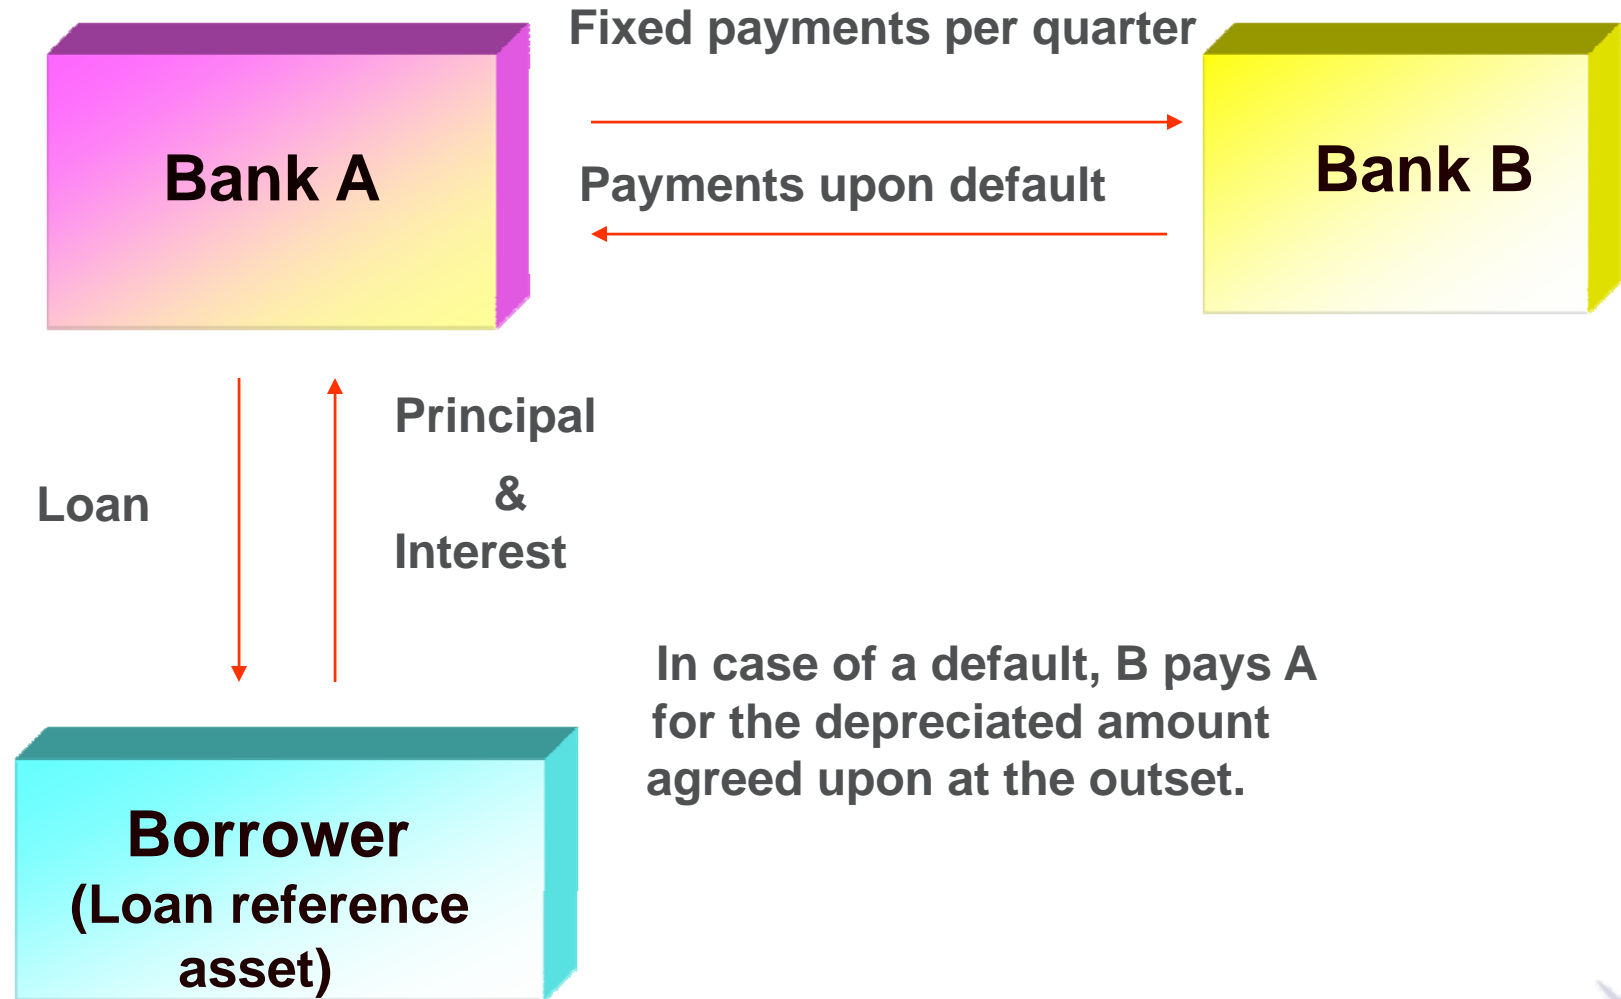 Fixed payments per quarter
Bank A
Bank B
Payments upon default
Principal
&
Interest
Loan
In case of a default, B pays A
for the depreciated amount
agreed upon at the outset.
Borrower
(Loan reference
asset)